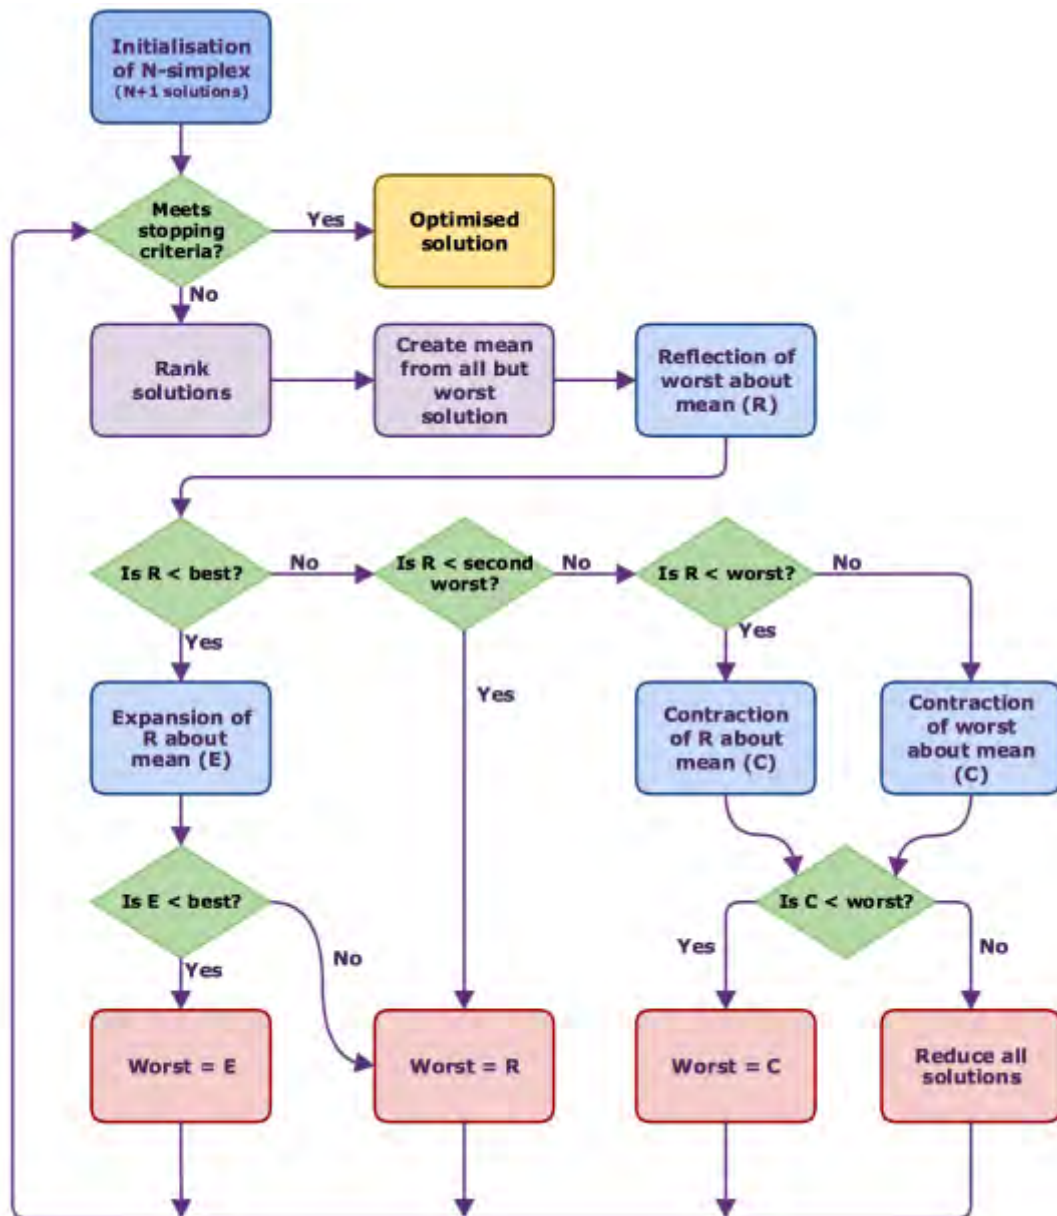 Initialisation
of N-simplex
(N+1 solutions)
Meets
stopping
criteria?
Yes
Optimised
solution
No
Rank
solutions
Create mean
from all but
worst
solution
Reflection of
worst about
mean (R)
Is R < best?
No
Is R < second
worst?
No
Is R < worst?
No
Yes
Yes
Yes
Expansion of
R about
mean (E)
Contraction
of R about
mean (C)
Contraction
of worst
about mean
(C)
Is E < best?
No
Yes
Is C < worst?
Yes
No
Worst = E
Worst = R
Worst = C
Reduce all
solutions